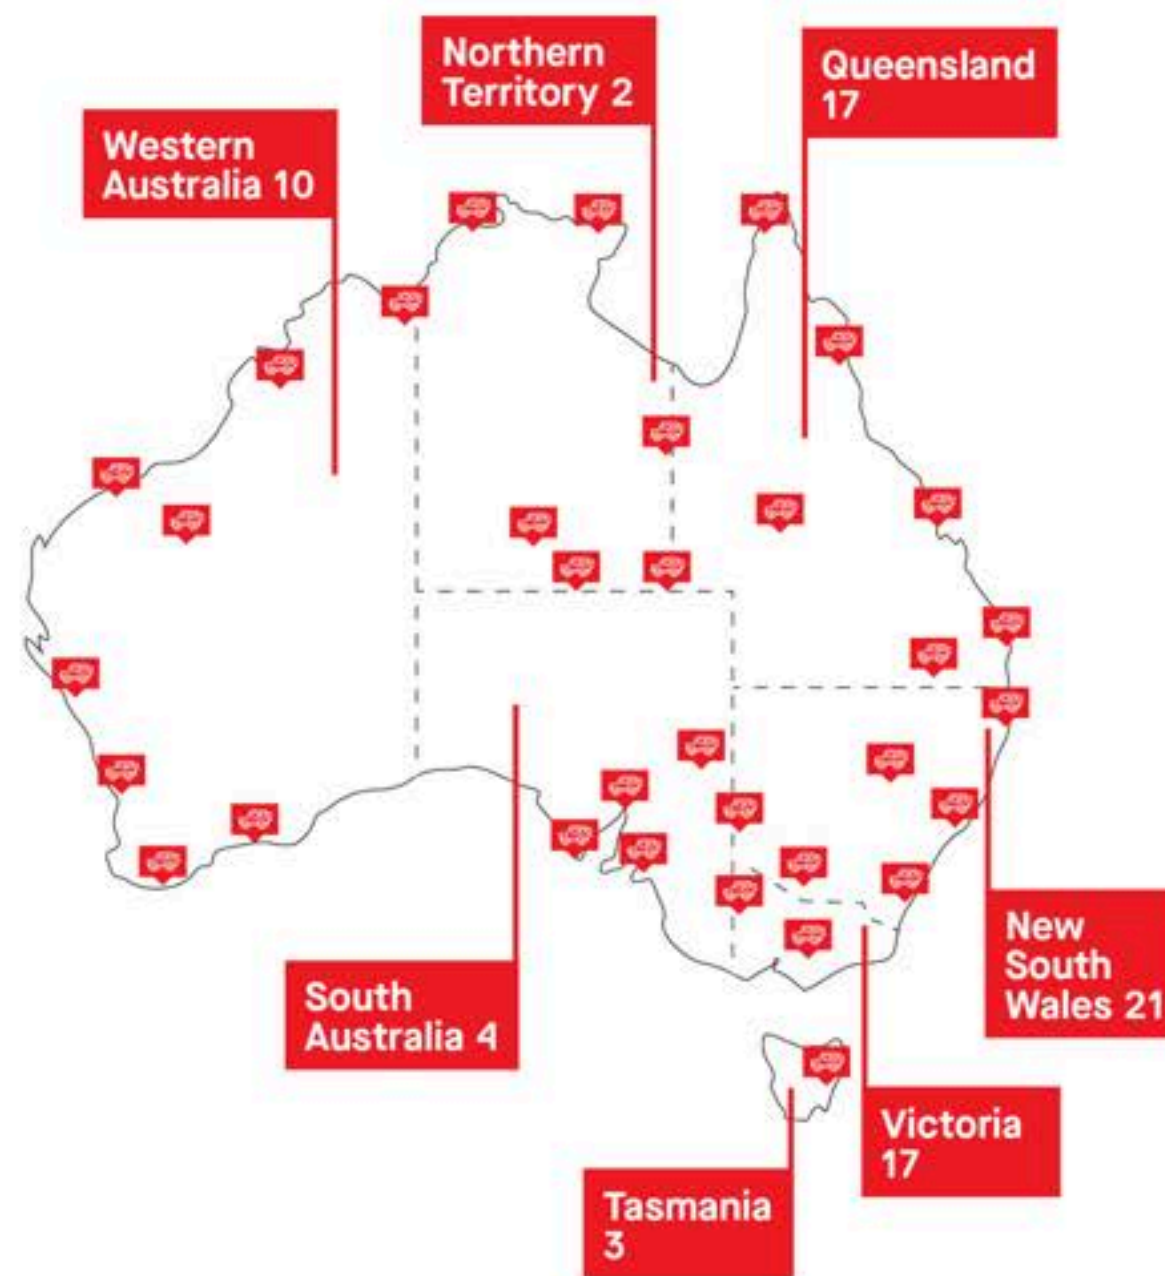 Northern
Territory 2
Queensland
17
Western
Australia 10
New
South
Wales 21
South
Australia 4
Victoria
17
Tasmania
3